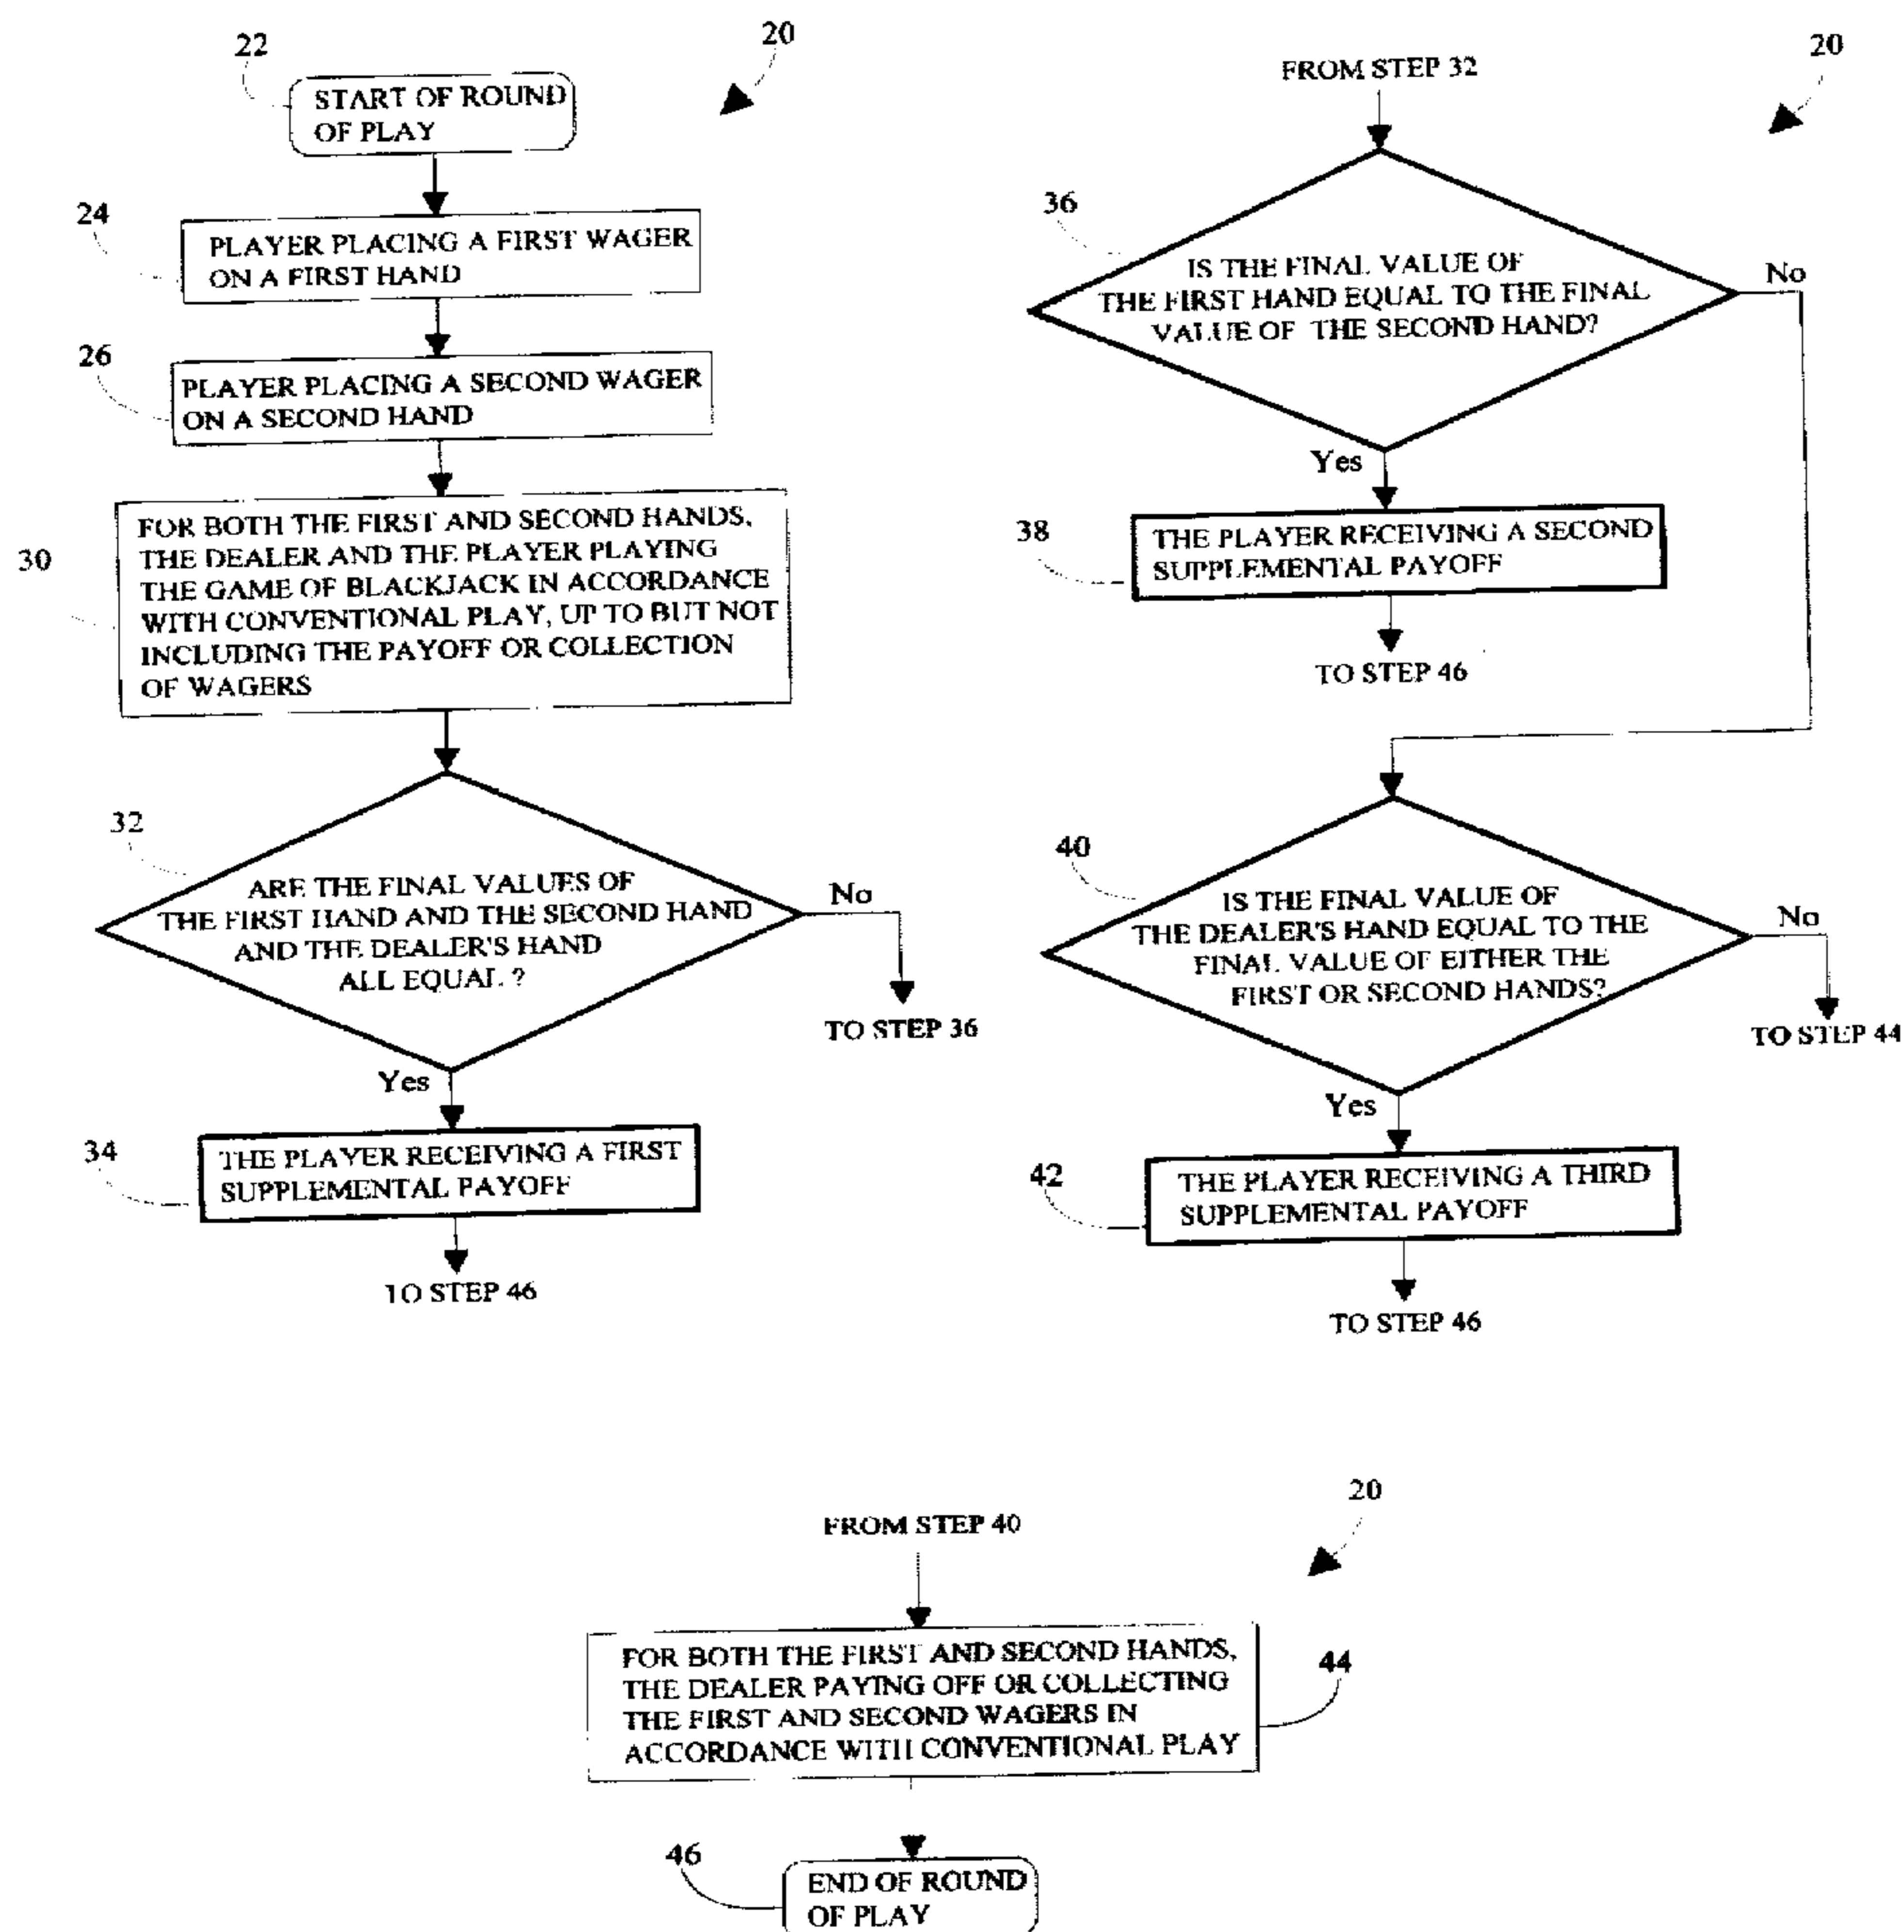 22
20
START OF ROUND
OF PLAY
24
PLAYER PLACING A FIRST WAGER
ON A FIRST HAND
26
PLAYER PLACING A SECOND WAGER
ON A SECOND HAND
30
FOR BOTH THE FIRST AND SECOND HANDS,
THE DEALER AND THE PLAYER PLAYING
THE GAME OF BLACKJACK IN ACCORDANCE
WITH CONVENTIONAL PLAY, UP TO BUT NOT
INCLUDING THE PAYOFF OR COLLECTION
OF WAGERS
32
ARE THE FINAL VALUES OF
THE FIRST HAND AND THE SECOND HAND
AND THE DEALER'S HAND
ALL EQUAL ?
No
TO STEP 36
Yes
34
THE PLAYER RECEIVING A FIRST
SUPPLEMENTAL PAYOFF
TO STEP 46
20
FROM STEP 32
36
IS THE FINAL VALUE OF
THE FIRST HAND EQUAL TO THE FINAL
VALUE OF THE SECOND HAND?
No
Yes
38
THE PLAYER RECEIVING A SECOND
SUPPLEMENTAL PAYOFF
TO STEP 46
40
IS THE FINAL VALUE OF
THE DEALER'S HAND EQUAL TO THE
FINAL VALUE OF EITHER THE
FIRST OR SECOND HANDS?
No
TO STEP 44
Yes
42
THE PLAYER RECEIVING A THIRD
SUPPLEMENTAL PAYOFF
TO STEP 46
20
FROM STEP 40
FOR BOTH THE FIRST AND SECOND HANDS,
THE DEALER PAYING OFF OR COLLECTING
THE FIRST AND SECOND WAGERS IN
ACCORDANCE WITH CONVENTIONAL PLAY
44
46
END OF ROUND
OF PLAY